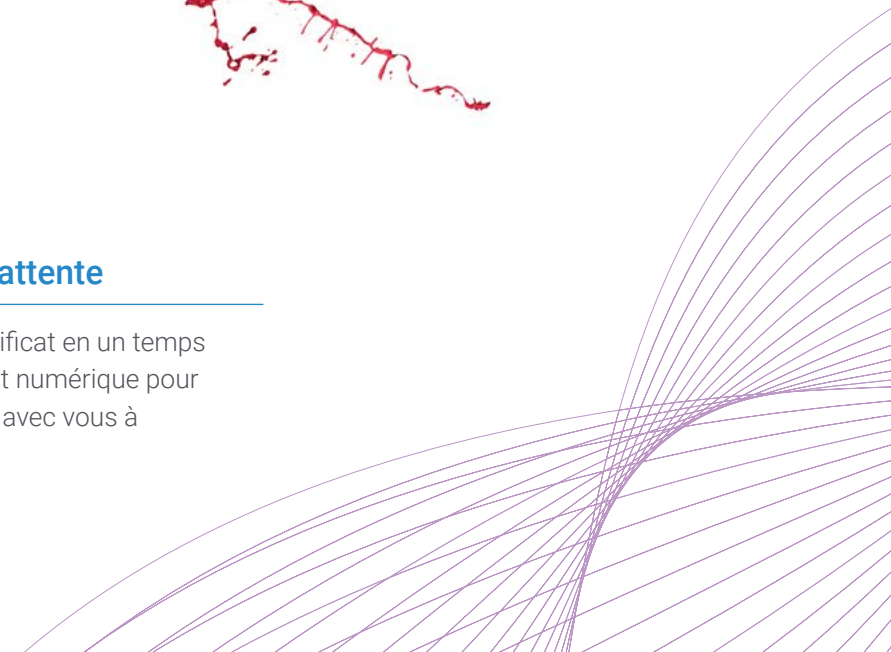 attente
ificat en un temps
t numérique pour
avec vous à